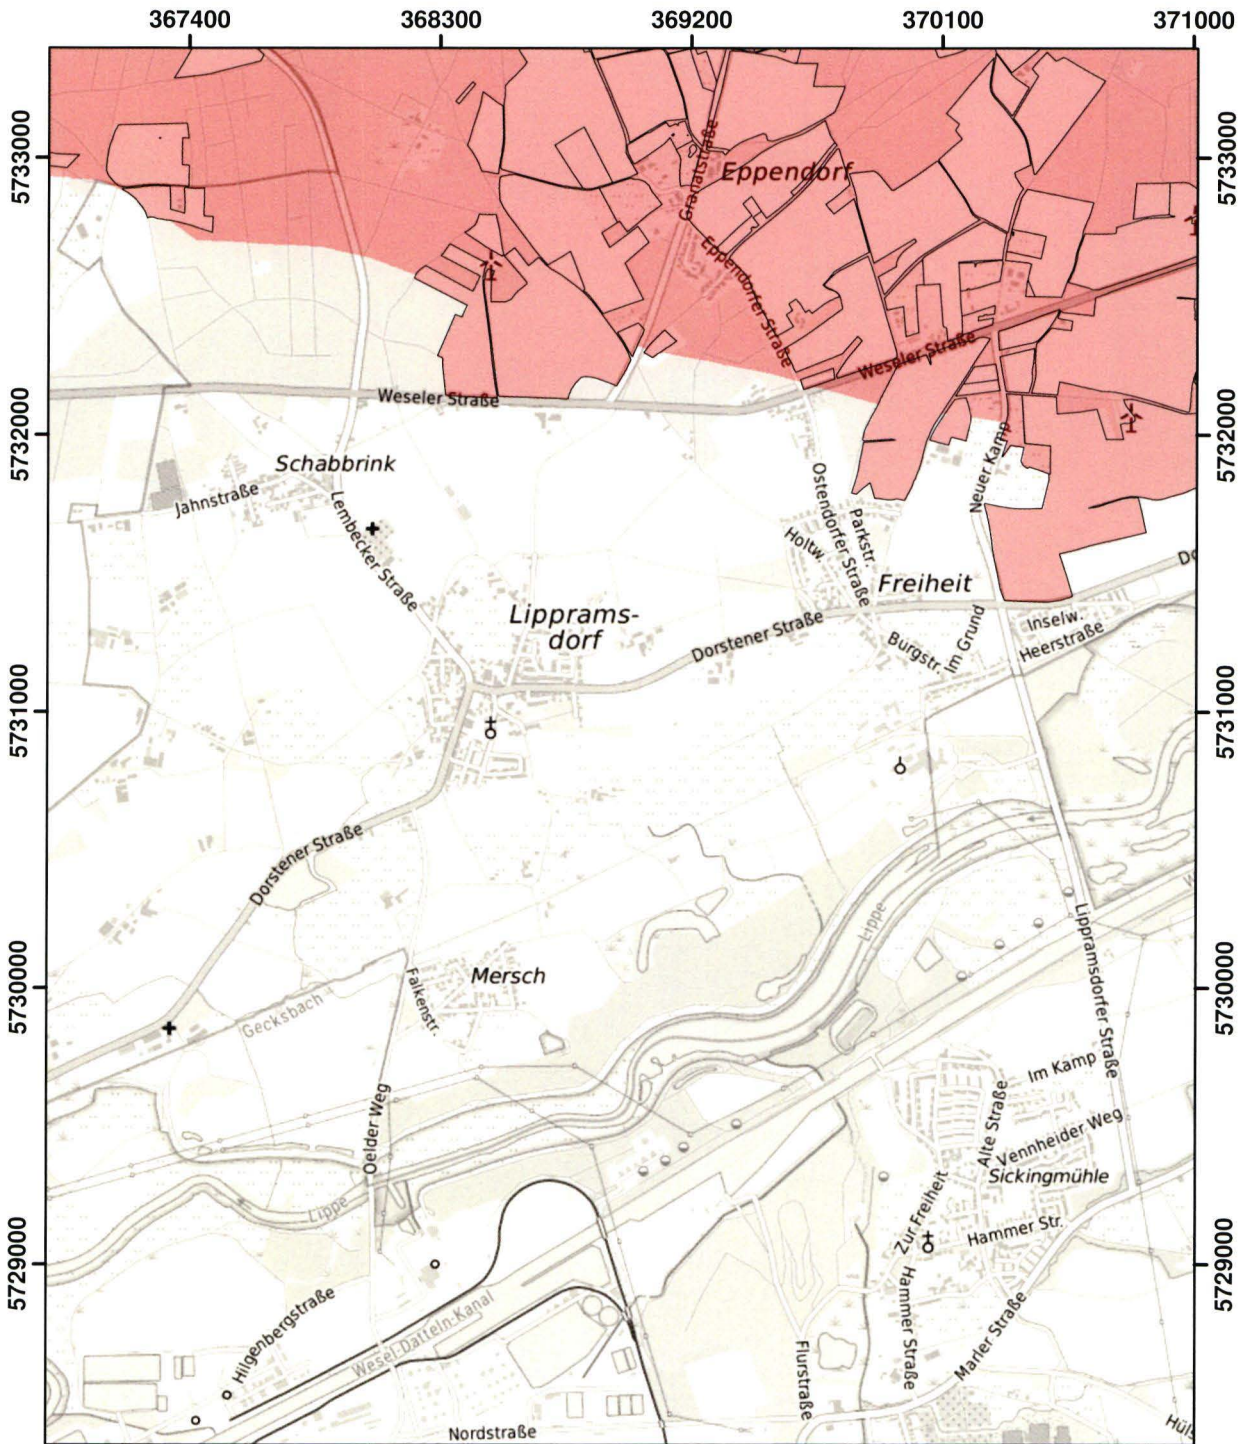 367400 368300 369200 370100 371000
5733000
5733000
Granatstraße
Eppendorf
Eppendorfer Straße
Weseler Straße
Weseler Straße
5732000
5732000
Schabbrink
Jahnstraße
Lembecker Straße
Neuer Kamp
Ostendorfer Straße
Parkstr.
Holtw.
Freiheit
Lipprams-
dorf
Dorstener Straße
Burgstr.
Im Grund
Inselw.
Heerstraße
5731000
5731000
Dorstener Straße
Lippe
Lippramsdorfer Straße
Mersch
Falkenstr.
Gecksbach
5730000
5730000
Im Kamp
Alte Straße
Vennheider Weg
Oelder Weg
Sickingmühle
Zur Freiheit
Hammer Str.
Lippe
5729000
5729000
Hilgenbergstraße
Wesel-Datteln-Kanal
Hammer Straße
Marler Straße
Flurstraße
Nordstraße